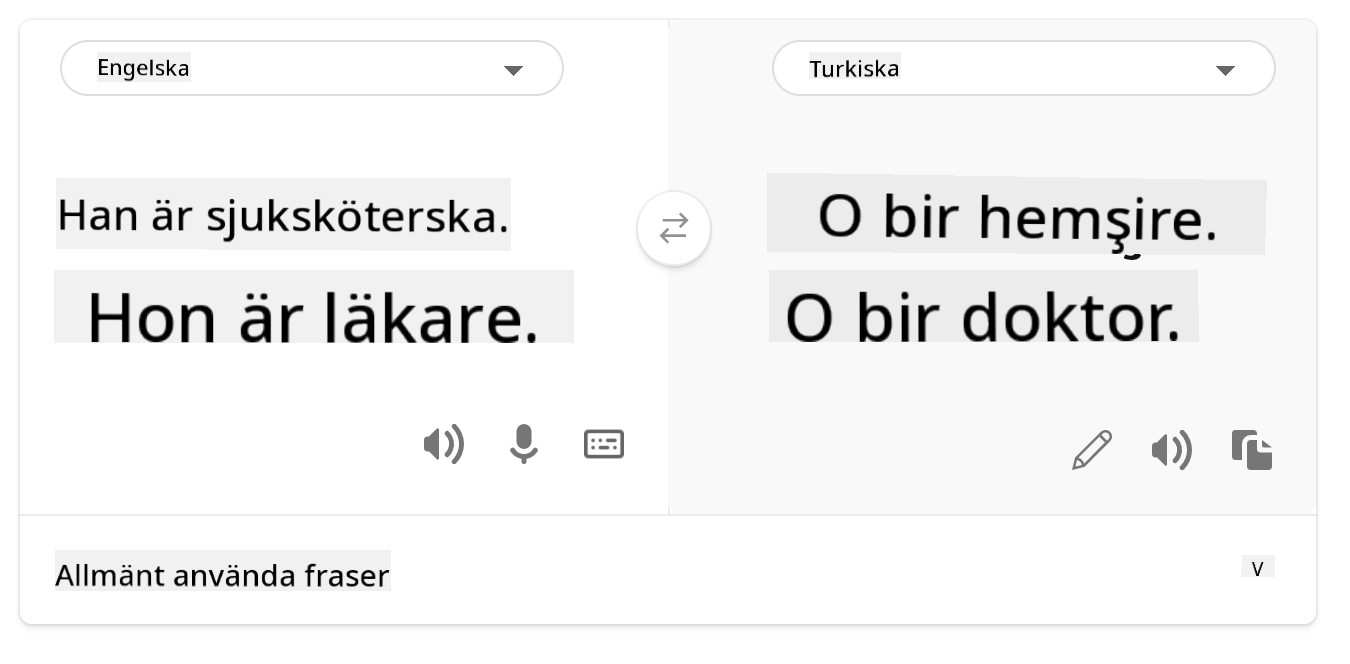 Engelska
Turkiska
Han är sjuksköterska.
Hon är läkare.
O bir hemşire.
O bir doktor.
Allmänt använda fraser
V